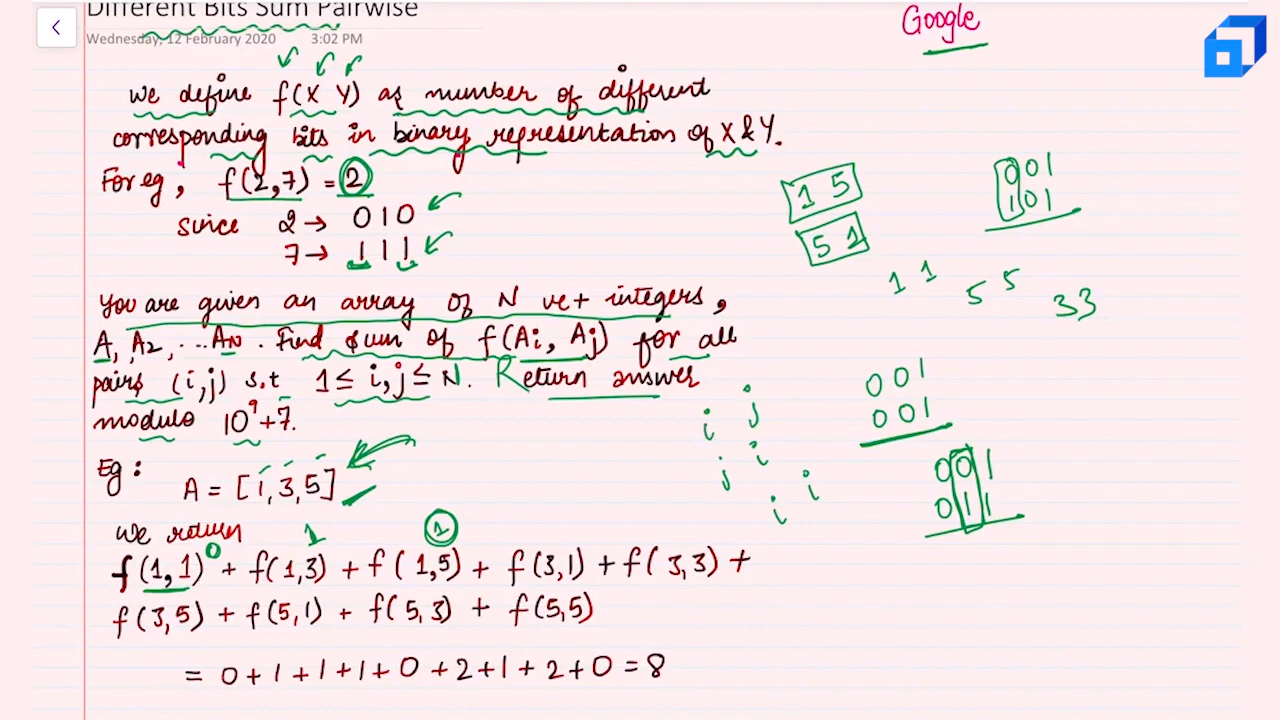 Different Bits Sum Pairwise
Wednesday, 12 February 2020 3:02 PM
Google
We define f(X Y) as number of different
corresponding bits in binary representation of X & Y.
For eg, f(2,7) = 2
since 2 → 010
7 → 111
1 5
5 1
001
101
1 1 5 5 3 3
You are given an array of N ve+ integers,
A, A2, ... AN. Find sum of f(Ai, Aj) for all
pairs (i,j) s.t 1 ≤ i,j ≤ N. Return answer
modulo 10^9+7.
i j
j i
i i
001
001
001
011
Eg:
A = [1,3,5]
we return
0 1 1
f(1,1) + f(1,3) + f(1,5) + f(3,1) + f(3,3) +
f(3,5) + f(5,1) + f(5,3) + f(5,5)
= 0+1+1+1+0+2+1+2+0 = 8